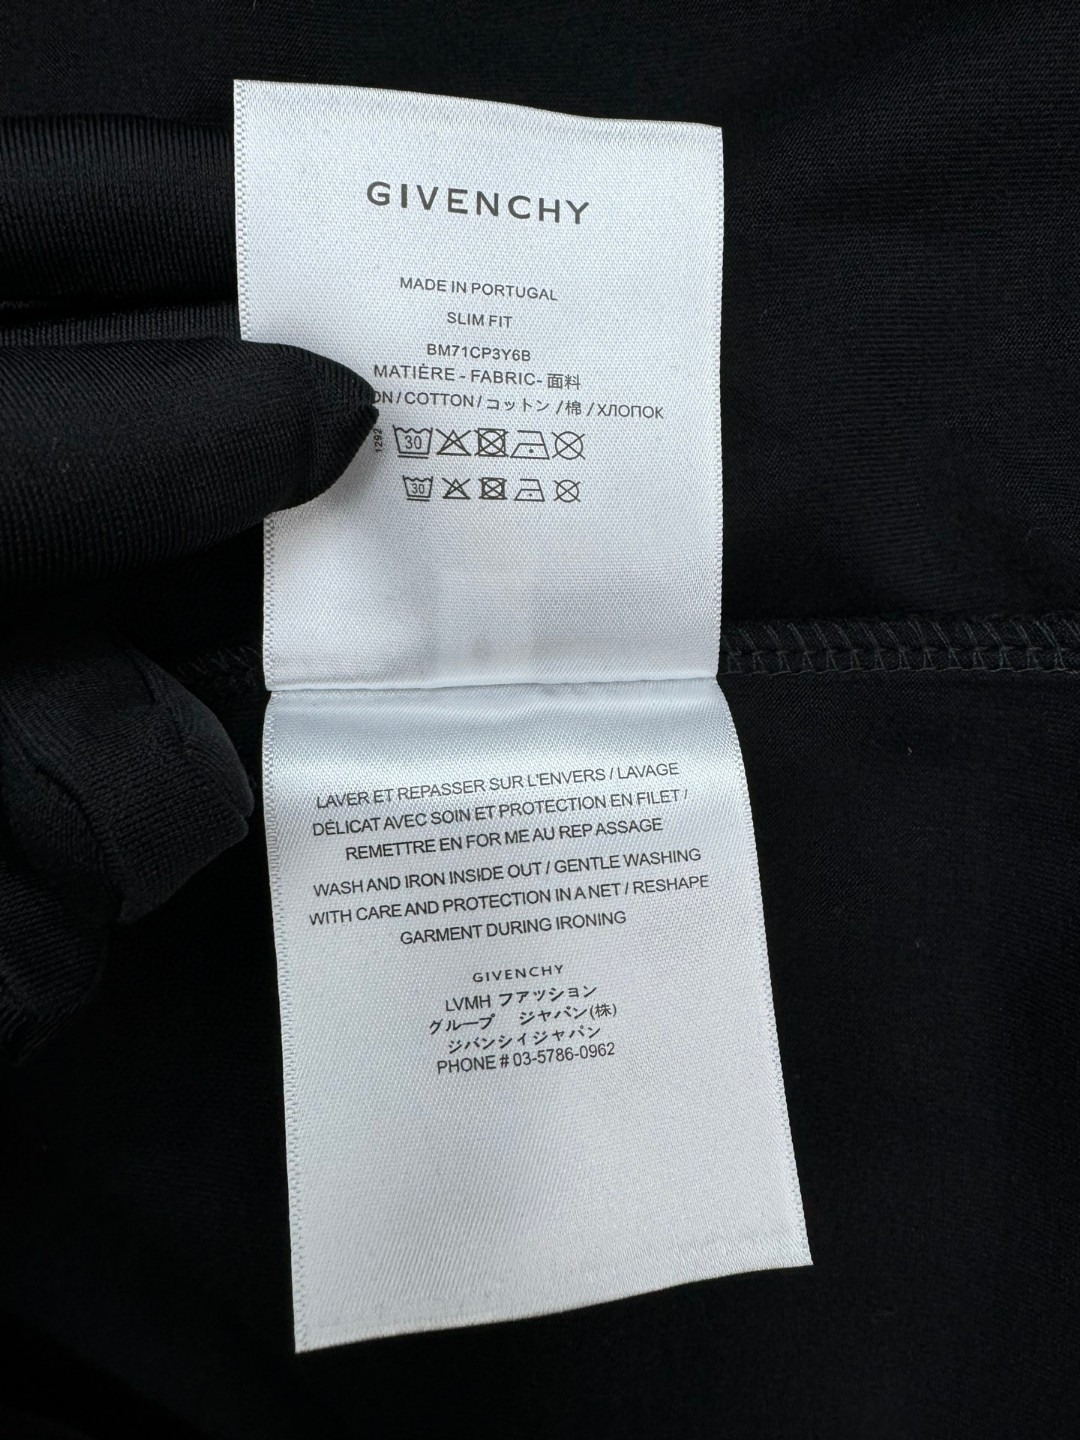 GIVENCHY
MADE IN PORTUGAL
SLIM FIT
BM71CP3Y6B
MATIÈRE - FABRIC- 面料
/ COTTON / コットン / 棉 / ХЛОПОК
1292
30
30
LAVER ET REPASSER SUR L'ENVERS / LAVAGE
DÉLICAT AVEC SOIN ET PROTECTION EN FILET /
REMETTRE EN FOR ME AU REP ASSAGE
WASH AND IRON INSIDE OUT / GENTLE WASHING
WITH CARE AND PROTECTION IN A NET / RESHAPE
GARMENT DURING IRONING
GIVENCHY
LVMH ファッション
グループ ジャパン(株)
ジバンシイジャパン
PHONE # 03-5786-0962